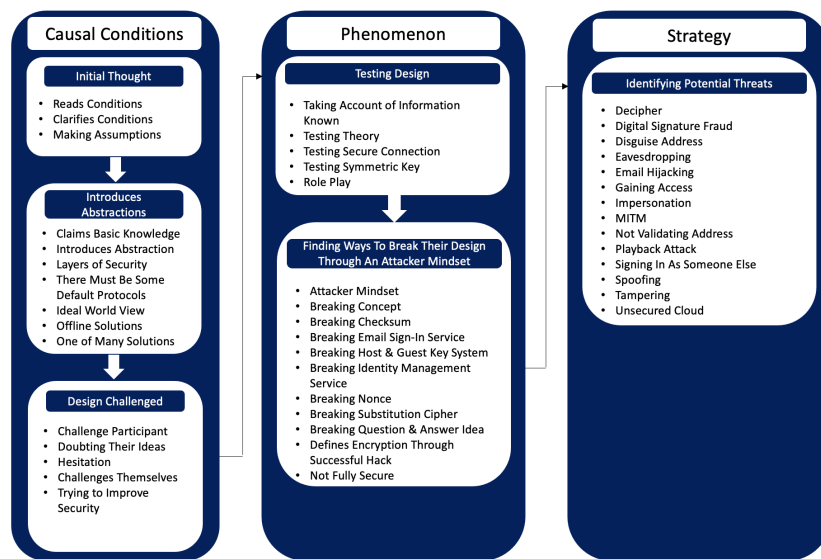 Causal Conditions
Initial Thought
• Reads Conditions
• Clarifies Conditions
• Making Assumptions
Introduces
Abstractions
• Claims Basic Knowledge
• Introduces Abstraction
• Layers of Security
• There Must Be Some
Default Protocols
• Ideal World View
• Offline Solutions
• One of Many Solutions
Design Challenged
• Challenge Participant
• Doubting Their Ideas
• Hesitation
• Challenges Themselves
• Trying to Improve
Security
Phenomenon
Testing Design
• Taking Account of Information
Known
• Testing Theory
• Testing Secure Connection
• Testing Symmetric Key
• Role Play
Finding Ways To Break Their Design
Through An Attacker Mindset
• Attacker Mindset
• Breaking Concept
• Breaking Checksum
• Breaking Email Sign-In Service
• Breaking Host & Guest Key System
• Breaking Identity Management
Service
• Breaking Nonce
• Breaking Substitution Cipher
• Breaking Question & Answer Idea
• Defines Encryption Through
Successful Hack
• Not Fully Secure
Strategy
Identifying Potential Threats
• Decipher
• Digital Signature Fraud
• Disguise Address
• Eavesdropping
• Email Hijacking
• Gaining Access
• Impersonation
• MITM
• Not Validating Address
• Playback Attack
• Signing In As Someone Else
• Spoofing
• Tampering
• Unsecured Cloud